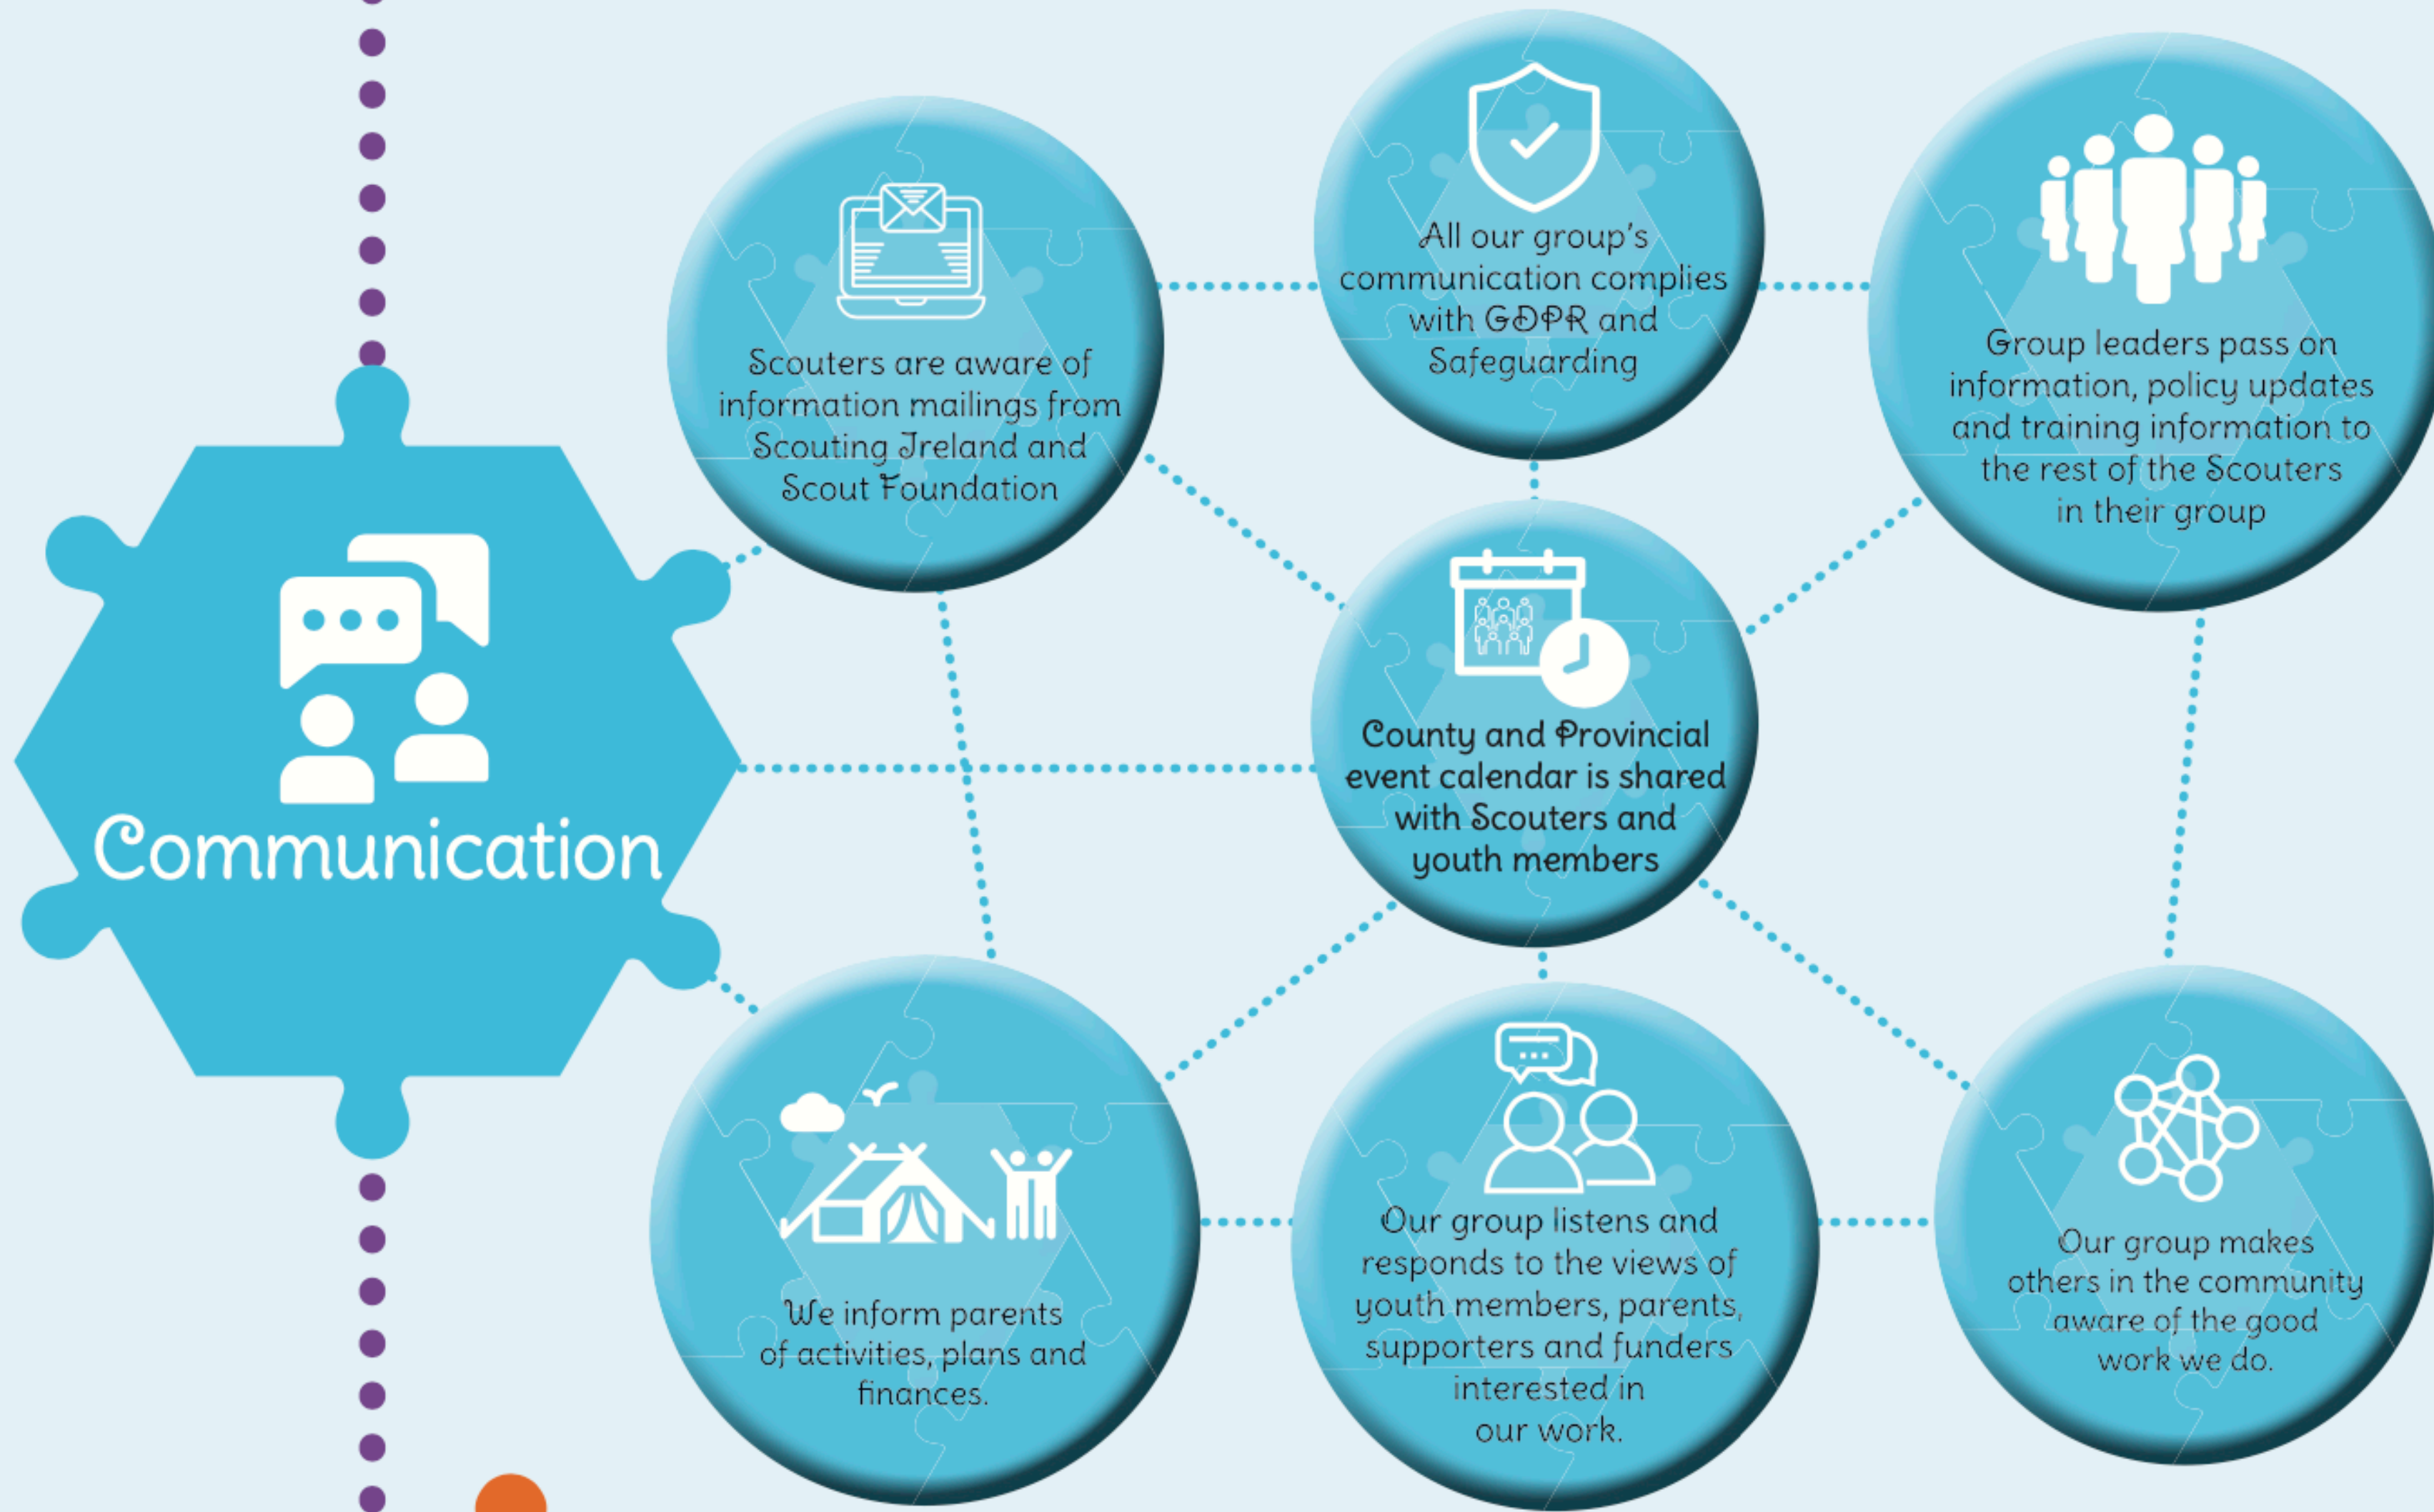 Communication
Scouters are aware of
information mailings from
Scouting Ireland and
Scout Foundation
All our group's
communication complies
with GDPR and
Safeguarding
Group leaders pass on
information, policy updates
and training information to
the rest of the Scouters
in their group
County and Provincial
event calendar is shared
with Scouters and
youth members
We inform parents
of activities, plans and
finances.
Our group listens and
responds to the views of
youth members, parents,
supporters and funders
interested in
our work.
Our group makes
others in the community
aware of the good
work we do.